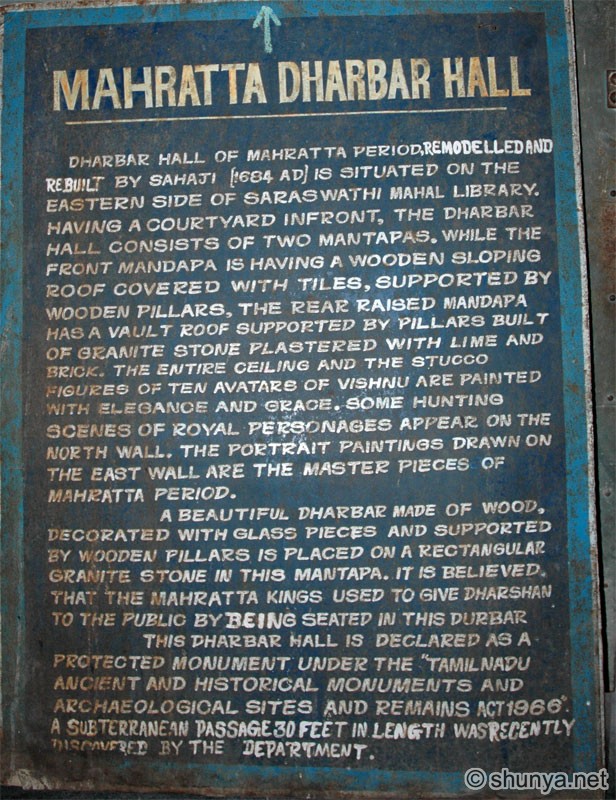 MAHRATTA DHARBAR HALL
DHARBAR HALL OF MAHRATTA PERIOD, REMODELLED AND
REBUILT BY SAHAJI [1684 AD] IS SITUATED ON THE
EASTERN SIDE OF SARASWATHI MAHAL LIBRARY.
HAVING A COURTYARD INFRONT, THE DHARBAR
HALL CONSISTS OF TWO MANTAPAS. WHILE THE
FRONT MANDAPA IS HAVING A WOODEN SLOPING
ROOF COVERED WITH TILES, SUPPORTED BY
WOODEN PILLARS, THE REAR RAISED MANDAPA
HAS A VAULT ROOF SUPPORTED BY PILLARS BUILT
OF GRANITE STONE PLASTERED WITH LIME AND
BRICK. THE ENTIRE CEILING AND THE STUCCO
FIGURES OF TEN AVATARS OF VISHNU ARE PAINTED
WITH ELEGANCE AND GRACE. SOME HUNTING
SCENES OF ROYAL PERSONAGES APPEAR ON THE
NORTH WALL. THE PORTRAIT PAINTINGS DRAWN ON
THE EAST WALL ARE THE MASTER PIECES OF
MAHRATTA PERIOD.
A BEAUTIFUL DHARBAR MADE OF WOOD,
DECORATED WITH GLASS PIECES AND SUPPORTED
BY WOODEN PILLARS IS PLACED ON A RECTANGULAR
GRANITE STONE IN THIS MANTAPA. IT IS BELIEVED,
THAT THE MAHRATTA KINGS USED TO GIVE DHARSHAN
TO THE PUBLIC BY BEING SEATED IN THIS DURBAR
THIS DHARBAR HALL IS DECLARED AS A
PROTECTED MONUMENT UNDER THE "TAMILNADU
ANCIENT AND HISTORICAL MONUMENTS AND
ARCHAEOLOGICAL SITES AND REMAINS ACT 1966".
A SUBTERRANEAN PASSAGE 30 FEET IN LENGTH WAS RECENTLY
DISCOVERED BY THE DEPARTMENT.
© shunya.net